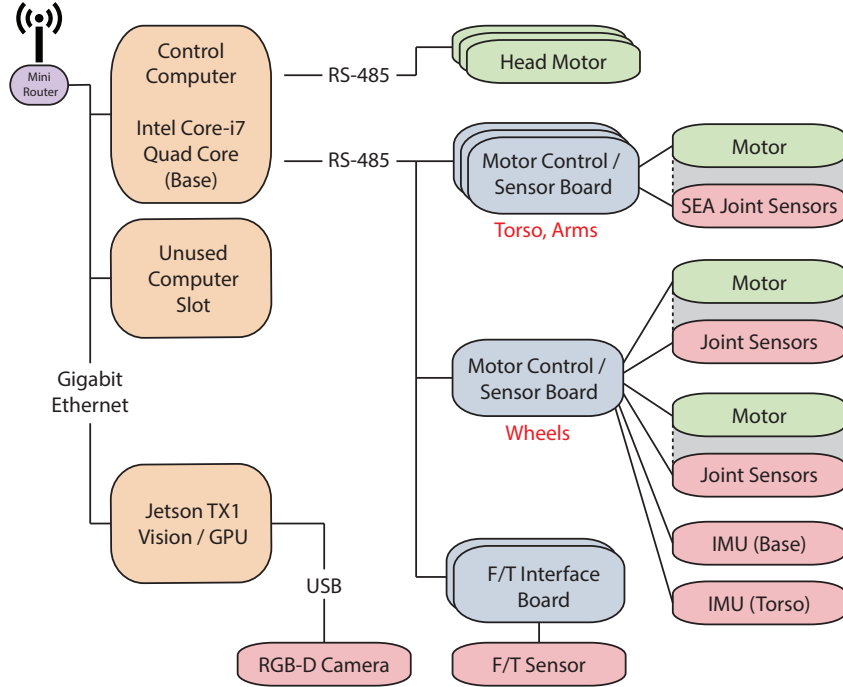 Mini
Router
Control
Computer
Intel Core-i7
Quad Core
(Base)
Unused
Computer
Slot
Gigabit
Ethernet
Jetson TX1
Vision / GPU
USB
RGB-D Camera
RS-485
Head Motor
RS-485
Motor Control /
Sensor Board
Torso, Arms
Motor
SEA Joint Sensors
Motor Control /
Sensor Board
Wheels
Motor
Joint Sensors
Motor
Joint Sensors
IMU (Base)
IMU (Torso)
F/T Interface
Board
F/T Sensor